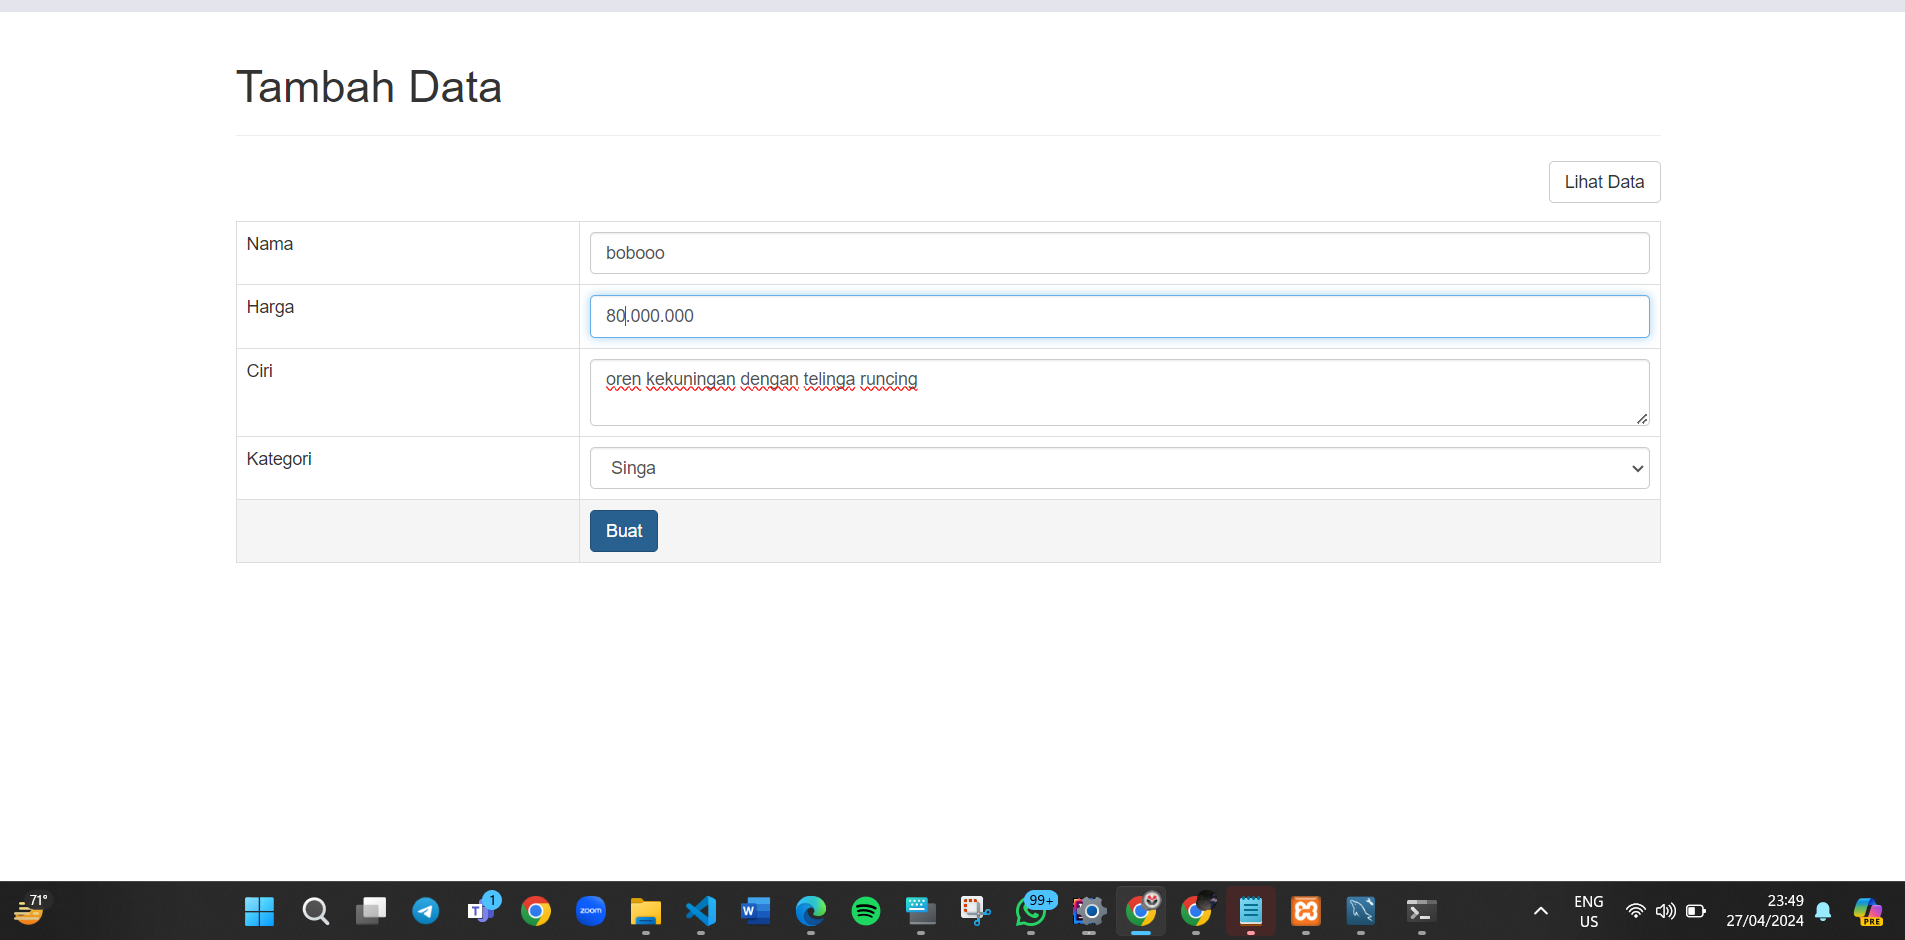 Tambah Data
Lihat Data
Nama
bobooo
Harga
80.000.000
Ciri
oren kekuningan dengan telinga runcing
Kategori
Singa
Buat
71°
1
T
zoom
W
99+
ENG
US
23:49
27/04/2024
PRE